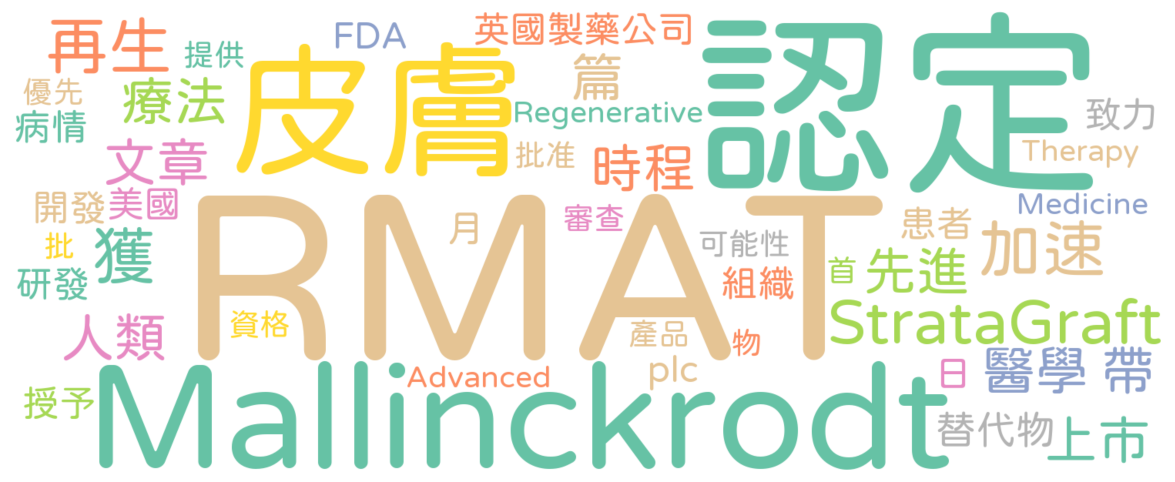 英國製藥公司
再生
FDA
提供
認定
皮膚
篇
優先
療法
Regenerative
致力
病情
文章
批准
時程
Therapy
開發
美國
月
審查
Medicine
患者
批
獲
RMAT
可能性
加速
研發
組織
首
先進
人類
資格
產品
物
StrataGraft
Advanced
plc
日
醫學
帶
授予
Mallinckrodt
替代物
上市